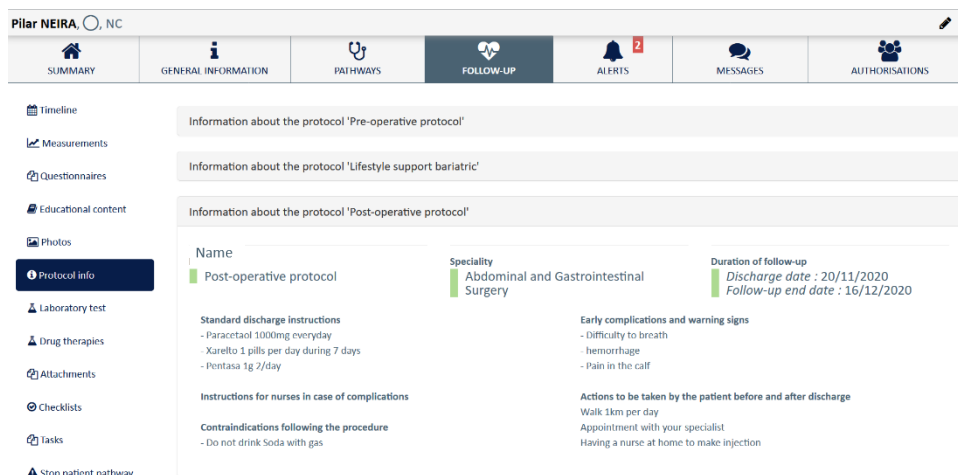 Pilar NEIRA, NC
SUMMARY
GENERAL INFORMATION
PATHWAYS
FOLLOW-UP
2
ALERTS
MESSAGES
AUTHORISATIONS
Timeline
Measurements
Questionnaires
Educational content
Photos
Protocol info
Laboratory test
Drug therapies
Attachments
Checklists
Tasks
Stop patient pathway
Information about the protocol 'Pre-operative protocol'
Information about the protocol 'Lifestyle support bariatric'
Information about the protocol 'Post-operative protocol'
Name
Post-operative protocol
Speciality
Abdominal and Gastrointestinal
Surgery
Duration of follow-up
Discharge date : 20/11/2020
Follow-up end date : 16/12/2020
Standard discharge instructions
- Paracetaol 1000mg everyday
- Xarelto 1 pills per day during 7 days
- Pentasa 1g 2/day
Early complications and warning signs
- Difficulty to breath
- hemorrhage
- Pain in the calf
Instructions for nurses in case of complications
Contraindications following the procedure
- Do not drink Soda with gas
Actions to be taken by the patient before and after discharge
Walk 1km per day
Appointment with your specialist
Having a nurse at home to make injection